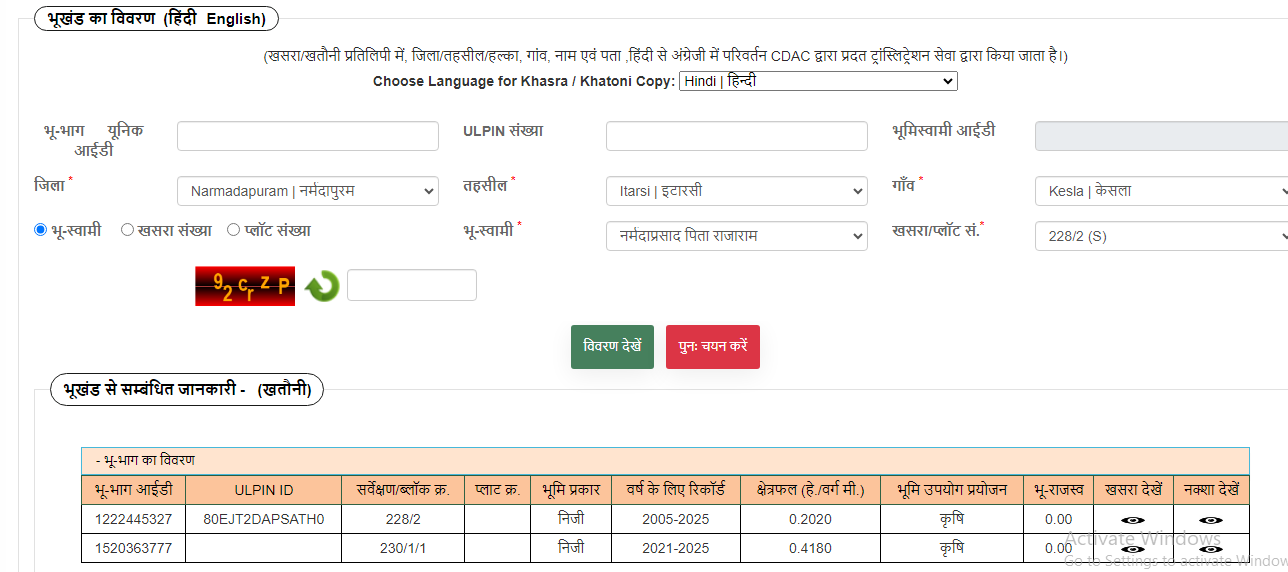 भूखंड का विवरण (हिंदी English)
(खसरा/खतौनी प्रतिलिपी में, जिला/तहसील/हल्का, गांव, नाम एवं पता ,हिंदी से अंग्रेजी में परिवर्तन CDAC द्वारा प्रदत ट्रांस्लिट्रेशन सेवा द्वारा किया जाता है।)
Choose Language for Khasra / Khatoni Copy: Hindi | हिन्दी
भू-भाग यूनिक आईडी ULPIN संख्या भूमिस्वामी आईडी
जिला * Narmadapuram | नर्मदापुरम तहसील * Itarsi | इटारसी गाँव * Kesla | केसला
भू-स्वामी खसरा संख्या प्लॉट संख्या भू-स्वामी * नर्मदाप्रसाद पिता राजाराम खसरा/प्लॉट सं.* 228/2 (S)
92crzP
विवरण देखें पुनः चयन करें
भूखंड से सम्बंधित जानकारी - (खतौनी)
- भू-भाग का विवरण
भू-भाग आईडी ULPIN ID सर्वेक्षण/ब्लॉक क्र. प्लाट क्र. भूमि प्रकार वर्ष के लिए रिकॉर्ड क्षेत्रफल (हे./वर्ग मी.) भूमि उपयोग प्रयोजन भू-राजस्व खसरा देखें नक्शा देखें
1222445327 80EJT2DAPSATH0 228/2 निजी 2005-2025 0.2020 कृषि 0.00
1520363777 230/1/1 निजी 2021-2025 0.4180 कृषि 0.00
Activate Windows
Go to Settings to activate Window